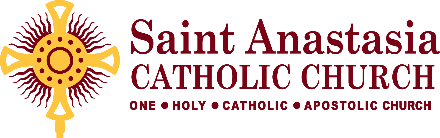 Saint Anastasia
CATHOLIC CHURCH
ONE • HOLY • CATHOLIC • APOSTOLIC CHURCH